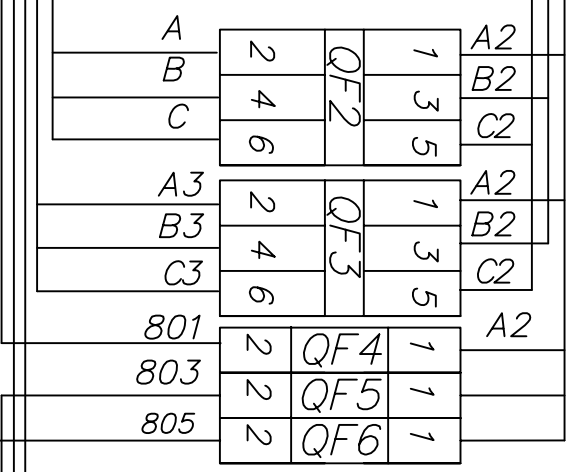 A 2 QF2 1 A2
B 4 3 B2
C 6 5 C2
A3 2 QF3 1 A2
B3 4 3 B2
C3 6 5 C2
801 2 QF4 1 A2
803 2 QF5 1
805 2 QF6 1